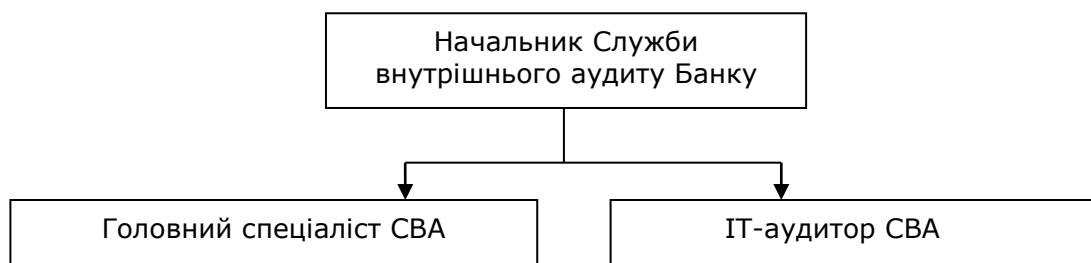 Начальник Служби
внутрішнього аудиту Банку
Головний спеціаліст СВА
ІТ-аудитор СВА